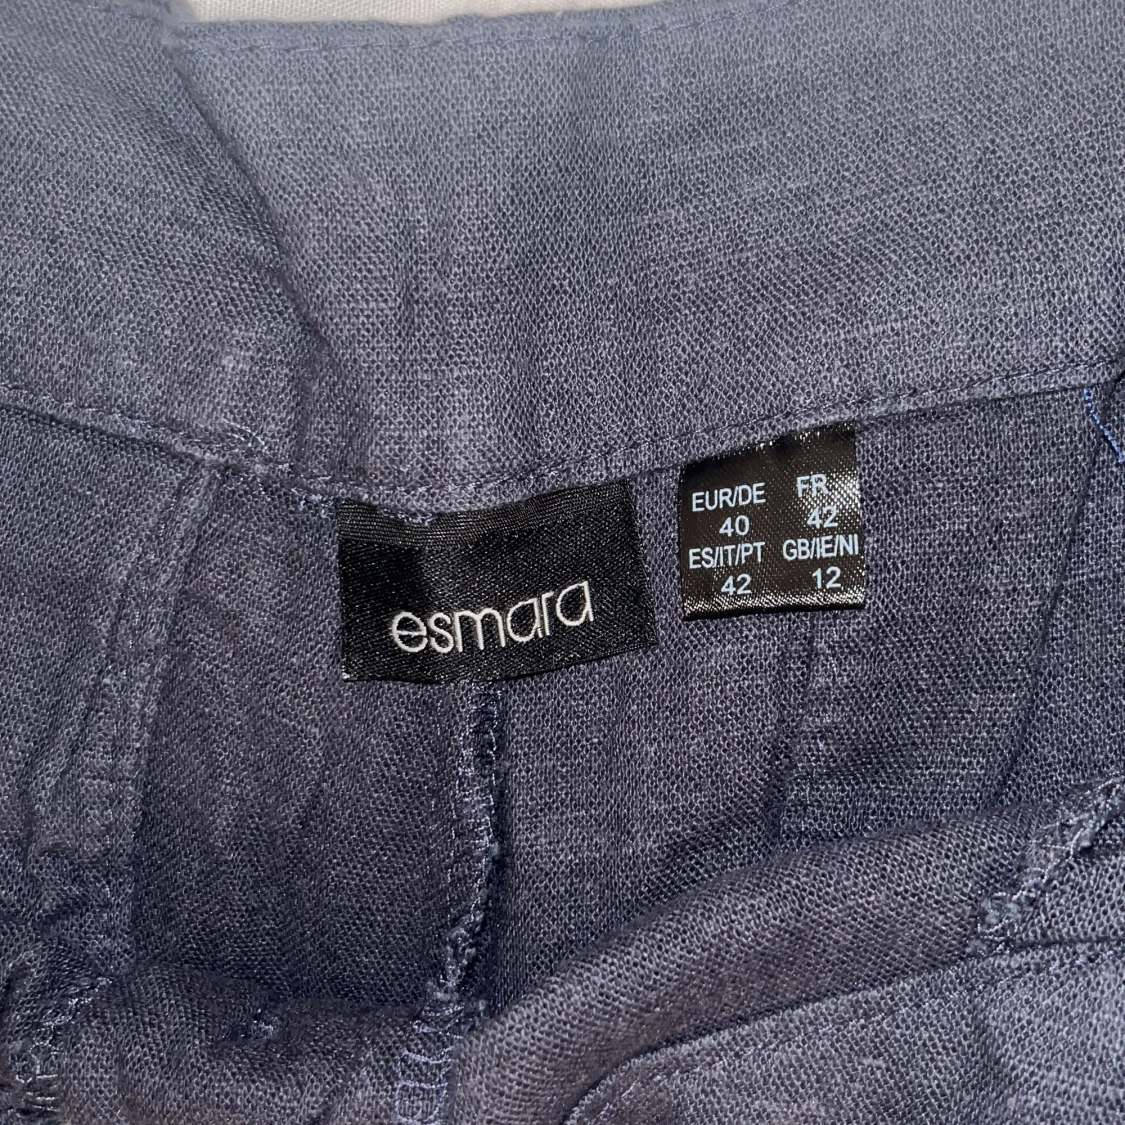 esmara
EUR/DE FR
40 42
ES/IT/PT GB/IE/NI
42 12